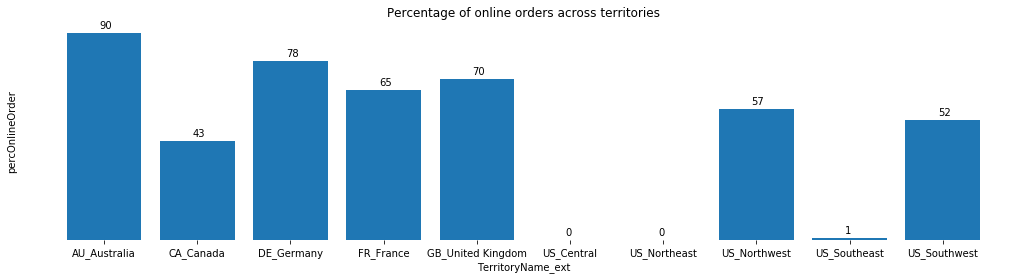 Percentage of online orders across territories
90
43
78
65
70
0
0
57
1
52
percOnlineOrder
AU_Australia
CA_Canada
DE_Germany
FR_France
GB_United Kingdom
US_Central
US_Northeast
US_Northwest
US_Southeast
US_Southwest
TerritoryName_ext